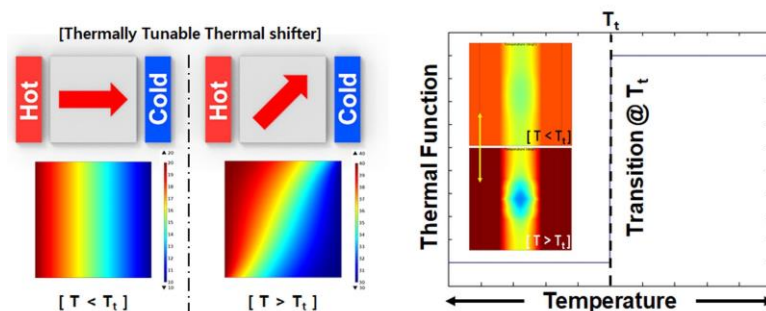 [Thermally Tunable Thermal shifter]
Hot
Cold
Hot
Cold
[ T < Tt ]
[ T > Tt ]
Tt
Thermal Function
[ T < Tt ]
[ T > Tt ]
Transition @ Tt
Temperature